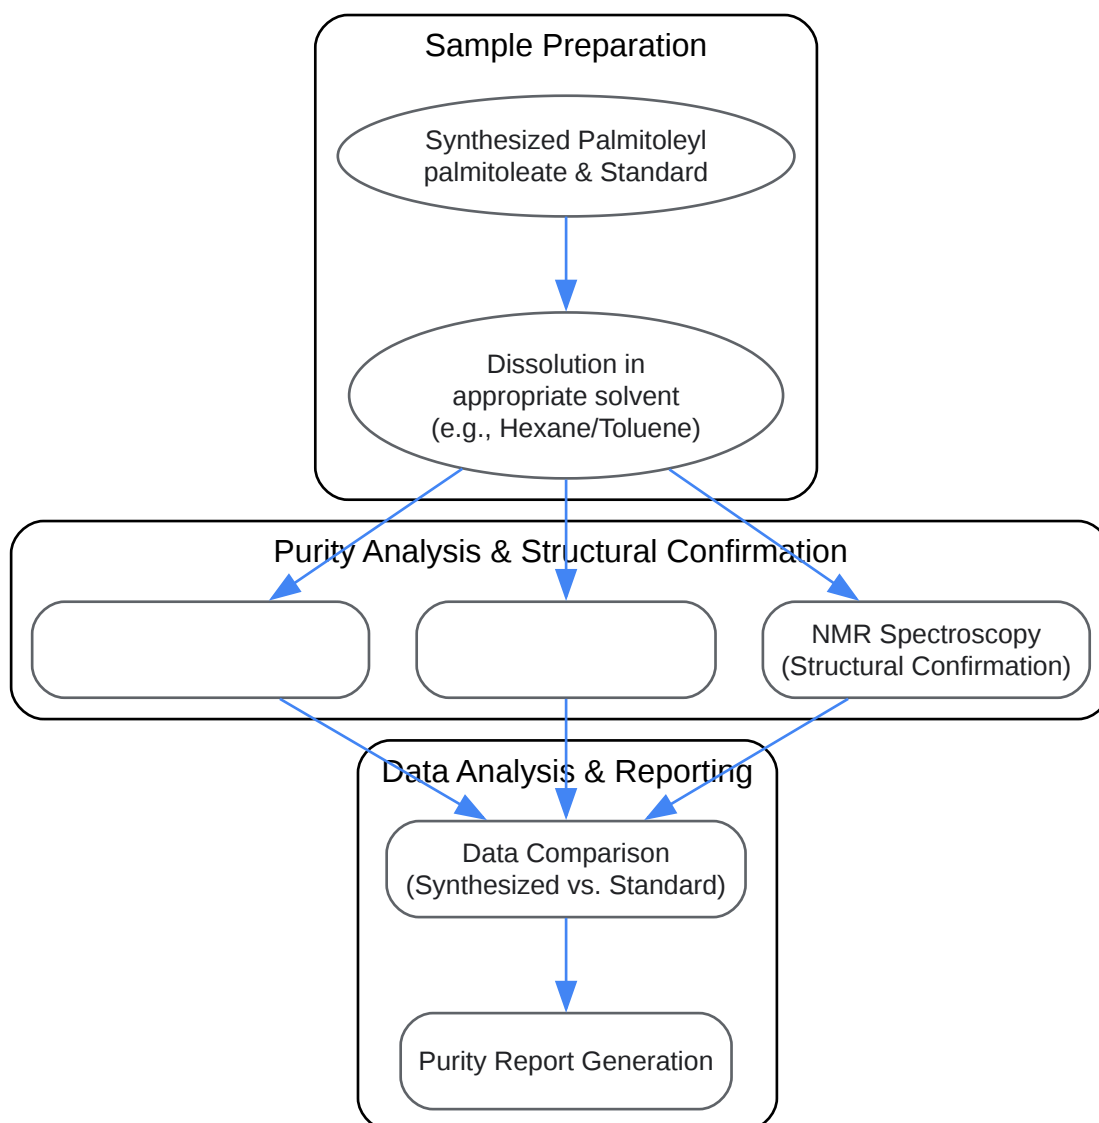 Sample Preparation
Synthesized Palmitoleyl
palmitoleate & Standard
Dissolution in
appropriate solvent
(e.g., Hexane/Toluene)
Purity Analysis & Structural Confirmation
NMR Spectroscopy
(Structural Confirmation)
Data Analysis & Reporting
Data Comparison
(Synthesized vs. Standard)
Purity Report Generation